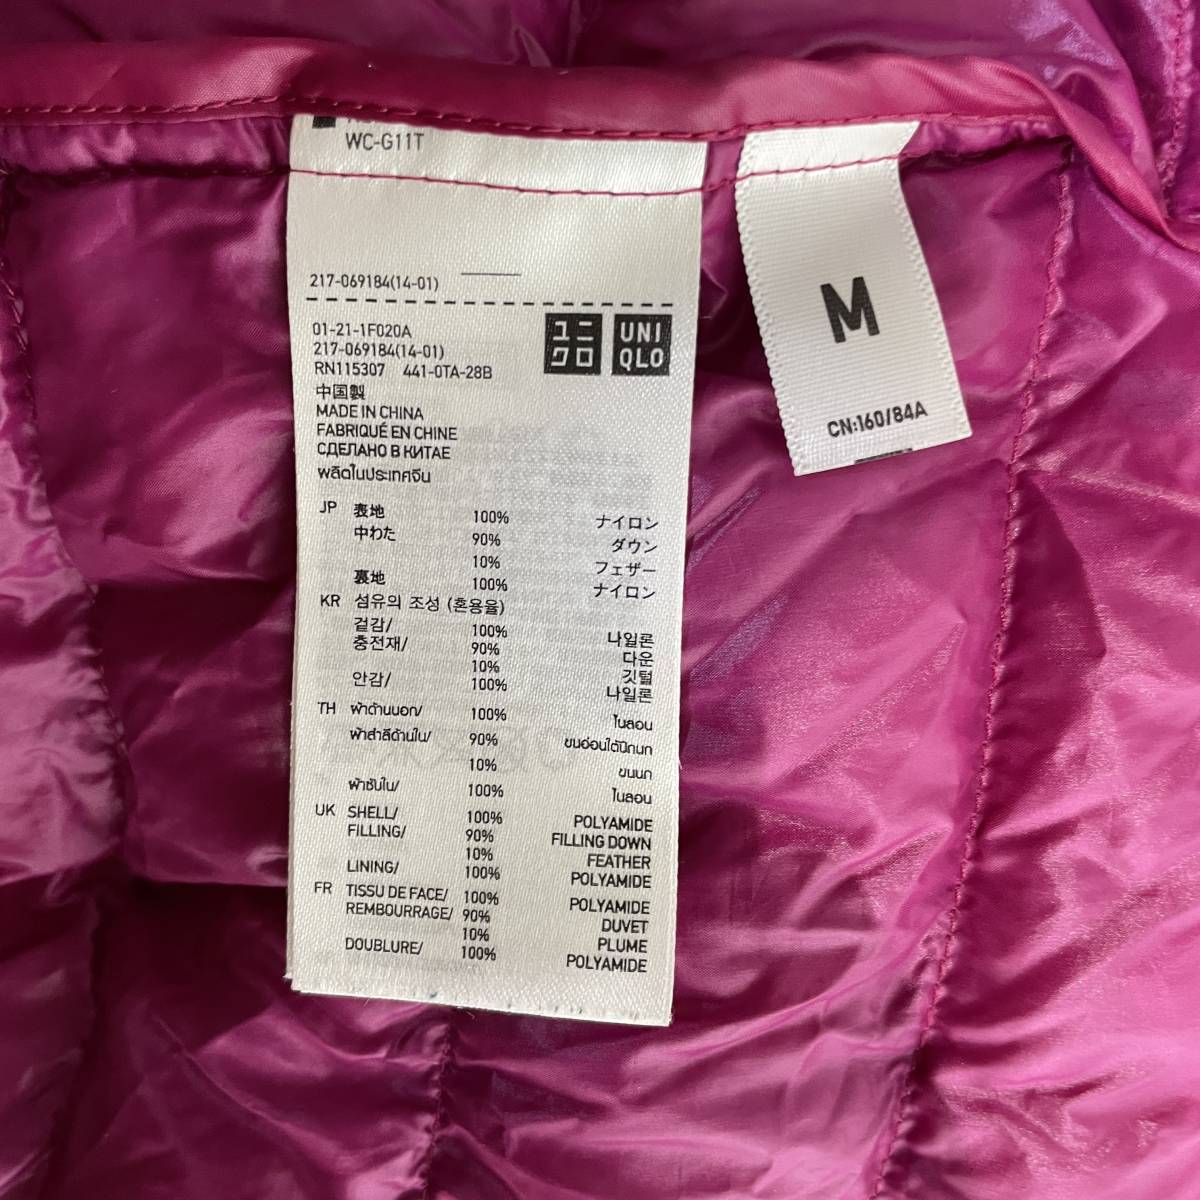 WC-G11T
217-069184(14-01)
01-21-1F020A
217-069184(14-01)
RN115307 441-0TA-28B
ユニ
クロ
UNI
QLO
中国製
MADE IN CHINA
FABRIQUÉ EN CHINE
СДЕЛАНО В КИТАЕ
ผลิตในประเทศจีน
JP 表地 100% ナイロン
中わた 90% ダウン
10% フェザー
裏地 100% ナイロン
KR 섬유의 조성 (혼용율)
겉감/ 100% 나일론
충전재/ 90% 다운
10% 깃털
안감/ 100% 나일론
TH ผ้าด้านนอก/ 100% ไนลอน
ผ้าสำลีด้านใน/ 90% ขนอ่อนใต้ปีกนก
10% ขนนก
ผ้าซับใน/ 100% ไนลอน
UK SHELL/ 100% POLYAMIDE
FILLING/ 90% FILLING DOWN
10% FEATHER
LINING/ 100% POLYAMIDE
FR TISSU DE FACE/ 100% POLYAMIDE
REMBOURRAGE/ 90% DUVET
10% PLUME
DOUBLURE/ 100% POLYAMIDE
M
CN:160/84A